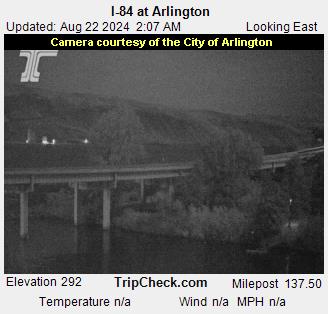 I-84 at Arlington
Updated: Aug 22 2024 2:07 AM Looking East
Camera courtesy of the City of Arlington
Elevation 292 TripCheck.com Milepost 137.50
Temperature n/a Wind n/a MPH n/a